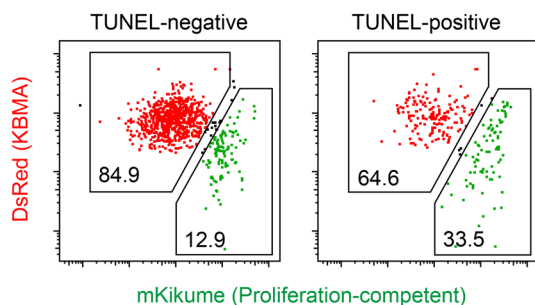 TUNEL-negative
TUNEL-positive
DsRed (KBMA)
84.9
12.9
64.6
33.5
mKikume (Proliferation-competent)